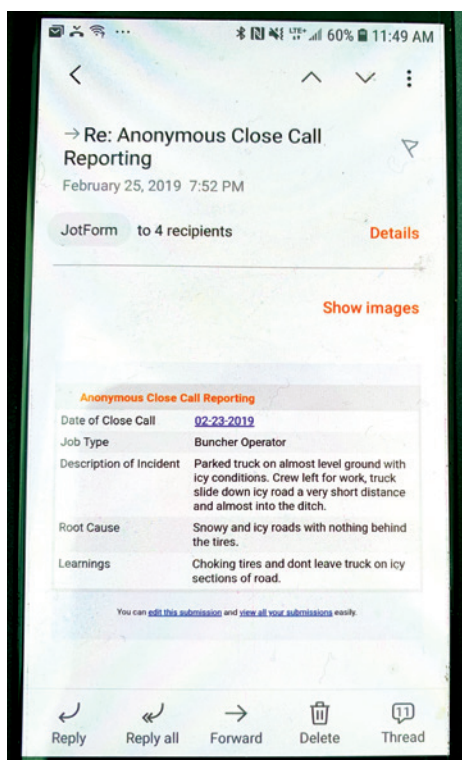 ... LTE+ 60% 11:49 AM
→ Re: Anonymous Close Call
Reporting
February 25, 2019 7:52 PM
JotForm to 4 recipients Details
Show images
Anonymous Close Call Reporting
Date of Close Call 02-23-2019
Job Type Buncher Operator
Description of Incident Parked truck on almost level ground with
icy conditions. Crew left for work, truck
slide down icy road a very short distance
and almost into the ditch.
Root Cause Snowy and icy roads with nothing behind
the tires.
Learnings Choking tires and dont leave truck on icy
sections of road.
You can edit this submission and view all your submissions easily.
Reply Reply all Forward Delete 11 Thread